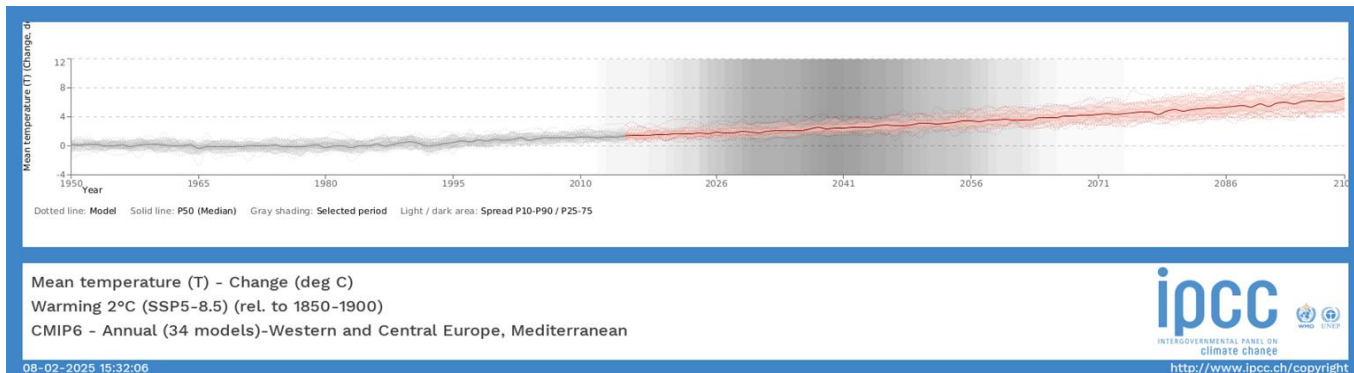 Mean temperature (T) (Change, d
12
8
4
0
-4
1950 1965 1980 1995 2010 2026 2041 2056 2071 2086 210
Year
Dotted line: Model Solid line: P50 (Median) Gray shading: Selected period Light / dark area: Spread P10-P90 / P25-75
Mean temperature (T) - Change (deg C)
Warming 2°C (SSP5-8.5) (rel. to 1850-1900)
CMIP6 - Annual (34 models)-Western and Central Europe, Mediterranean
ipcc
INTERGOVERNMENTAL PANEL ON
climate change
WMO UNEP
08-02-2025 15:32:06
http://www.ipcc.ch/copyright